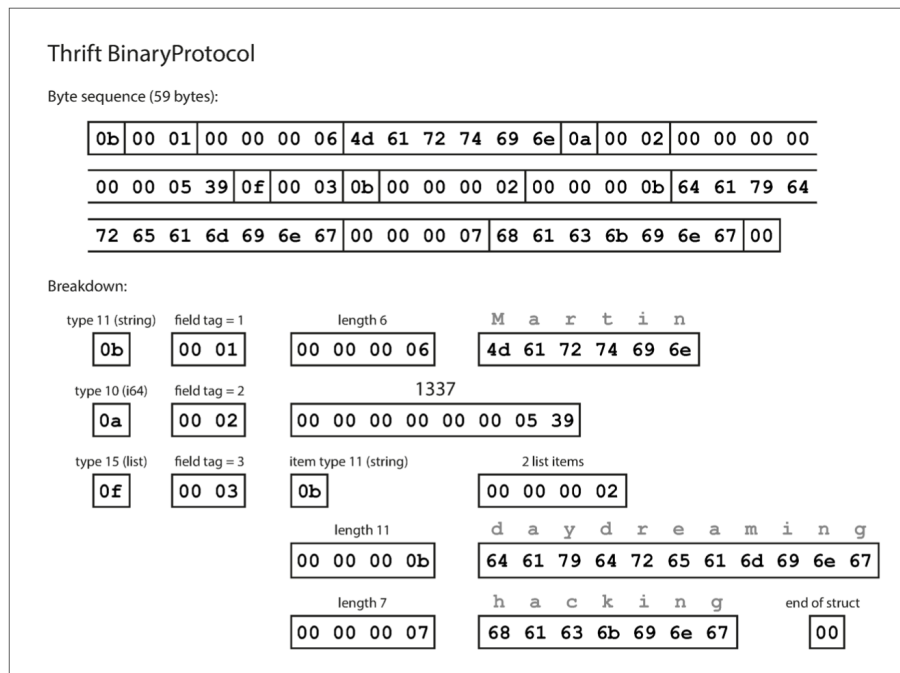 Thrift BinaryProtocol
Byte sequence (59 bytes):
0b 00 01 00 00 00 06 4d 61 72 74 69 6e 0a 00 02 00 00 00 00
00 00 05 39 0f 00 03 0b 00 00 00 02 00 00 00 0b 64 61 79 64
72 65 61 6d 69 6e 67 00 00 00 07 68 61 63 6b 69 6e 67 00
Breakdown:
type 11 (string) field tag = 1 length 6 M a r t i n
0b 00 01 00 00 00 06 4d 61 72 74 69 6e
type 10 (i64) field tag = 2 1337
0a 00 02 00 00 00 00 00 00 05 39
type 15 (list) field tag = 3 item type 11 (string) 2 list items
0f 00 03 0b 00 00 00 02
length 11 d a y d r e a m i n g
00 00 00 0b 64 61 79 64 72 65 61 6d 69 6e 67
length 7 h a c k i n g end of struct
00 00 00 07 68 61 63 6b 69 6e 67 00